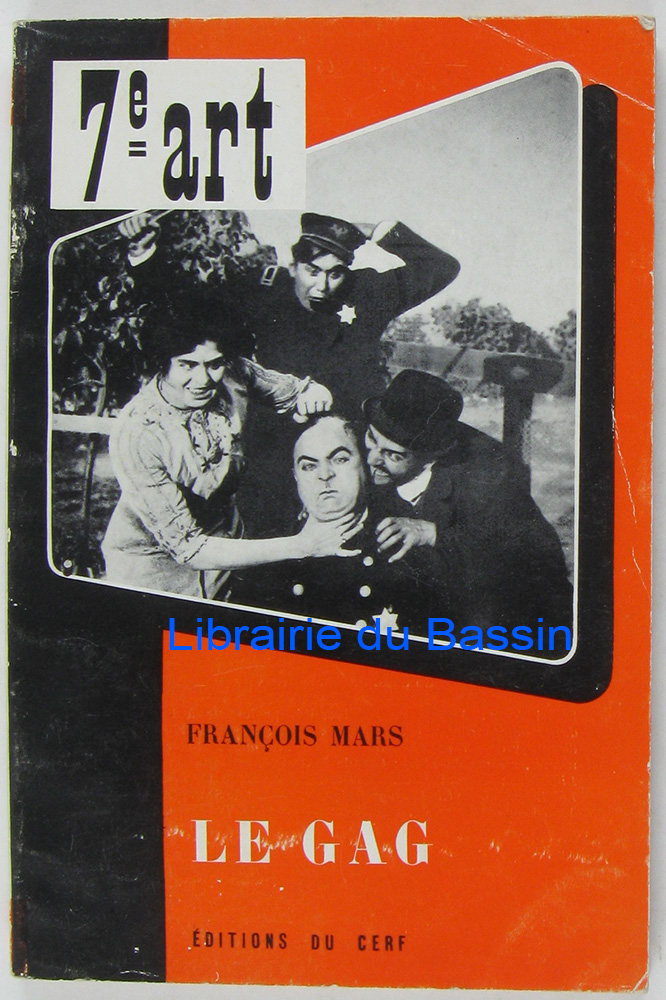 7e art
Librairie du Bassin
FRANÇOIS MARS
LE GAG
ÉDITIONS DU CERF